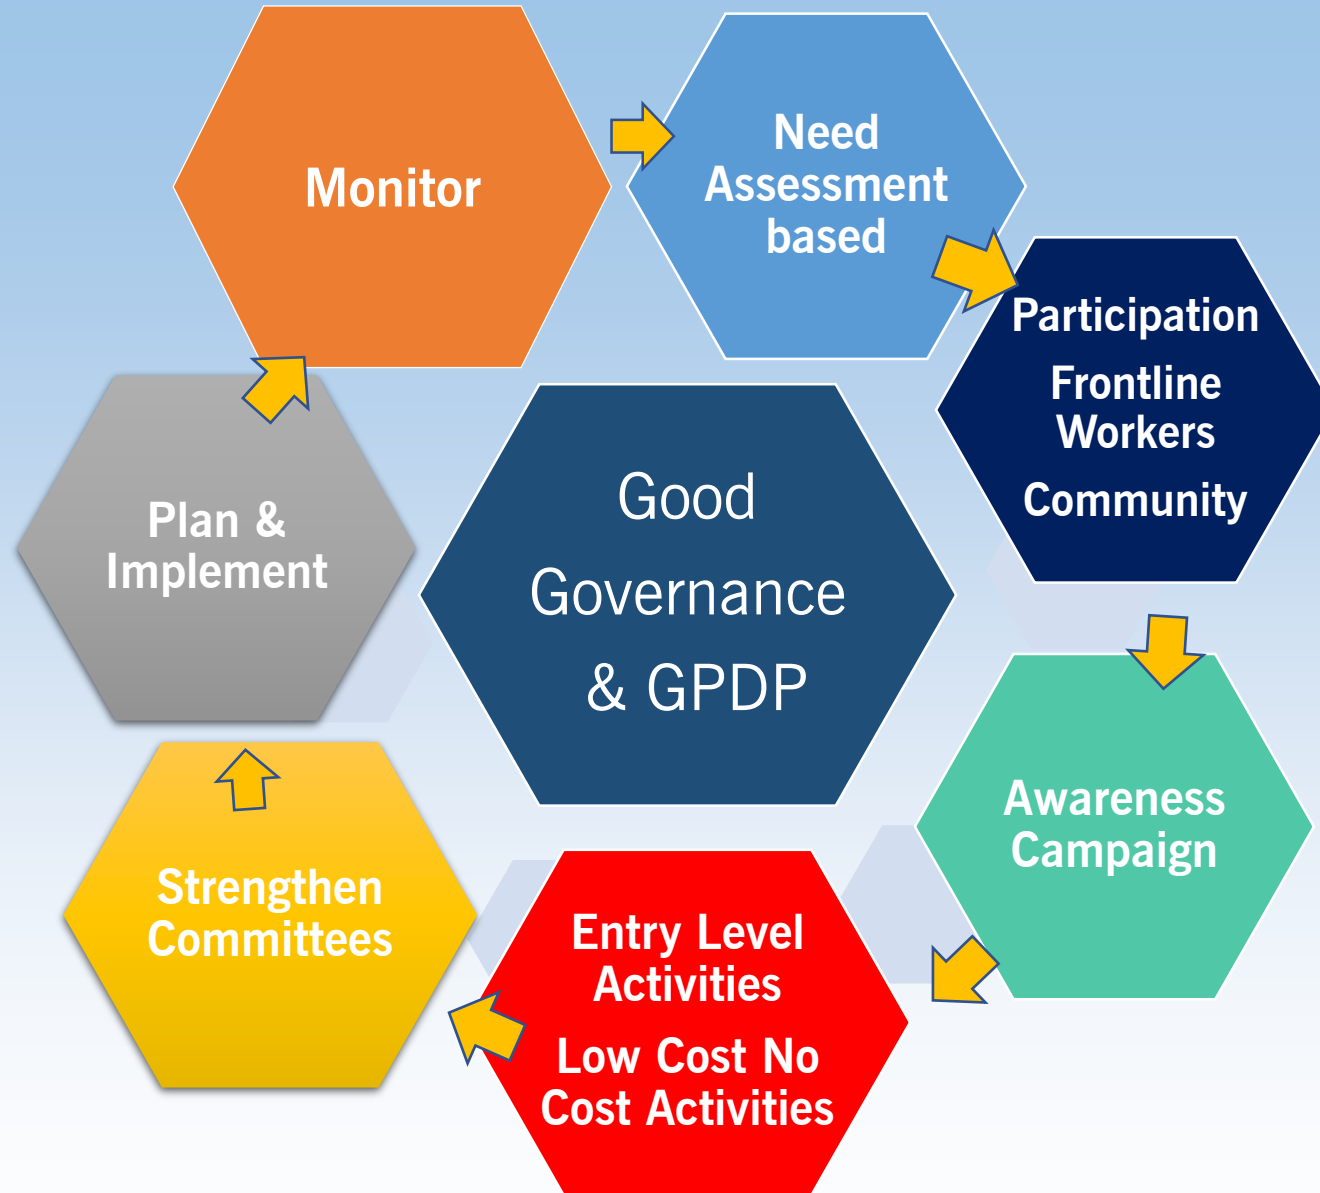 Monitor
Need
Assessment
based
Participation
Frontline
Workers
Community
Good
Governance
& GPDP
Plan &
Implement
Awareness
Campaign
Strengthen
Committees
Entry Level
Activities
Low Cost No
Cost Activities